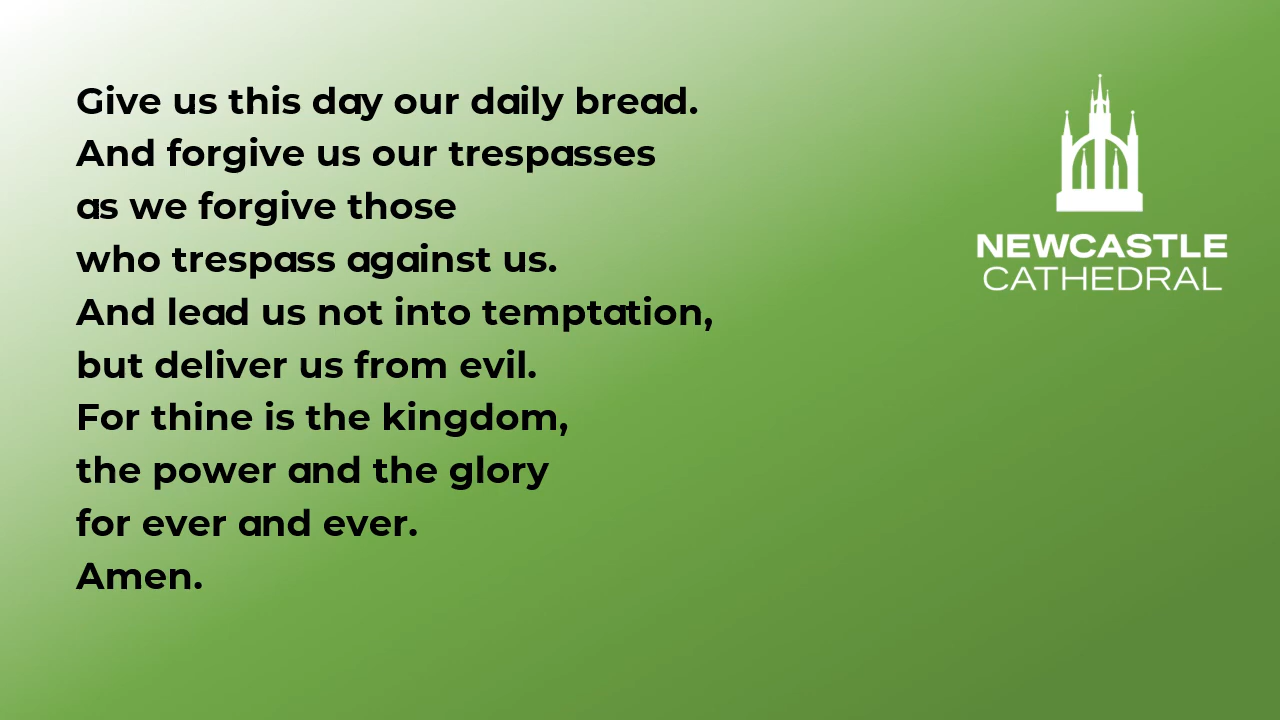 Give us this day our daily bread.
And forgive us our trespasses
as we forgive those
who trespass against us.
And lead us not into temptation,
but deliver us from evil.
For thine is the kingdom,
the power and the glory
for ever and ever.
Amen.
NEWCASTLE
CATHEDRAL